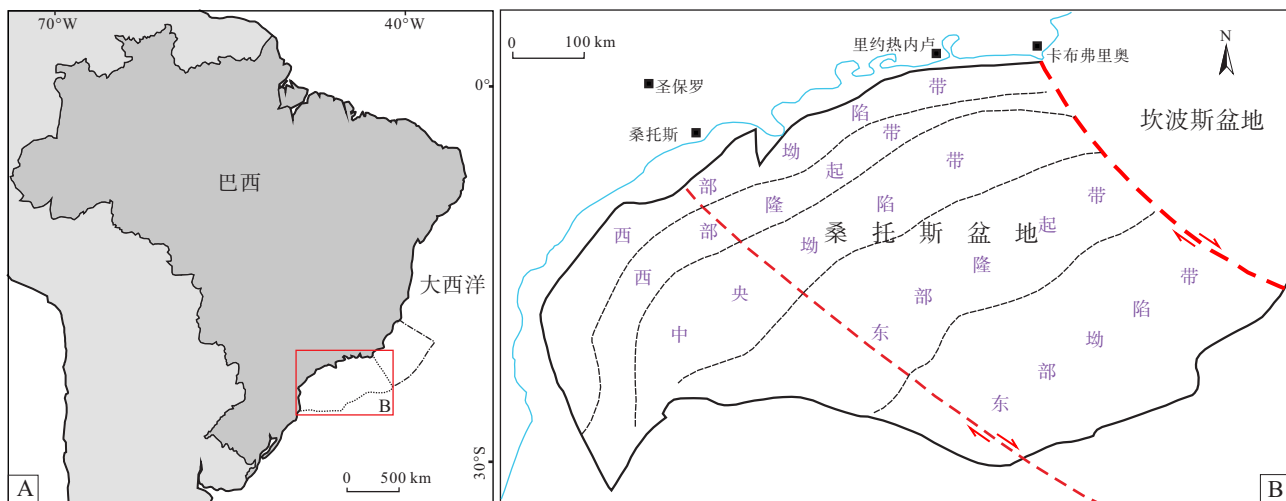 70°W
40°W
0°
巴西
大西洋
B
30°S
0 500 km
A
0 100 km
里约热内卢
卡布弗里奥
N
圣保罗
桑托斯
坎波斯盆地
西部坳陷带
西部隆起带
中央坳陷带
桑托斯盆地
东部隆起带
东部坳陷带
B